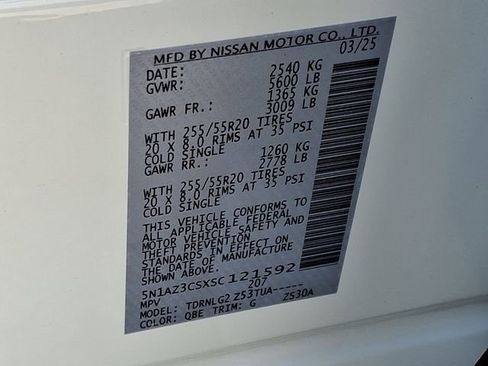 MFD BY NISSAN MOTOR CO., LTD.
DATE: 03/25
GVWR: 2540 KG
5600 LB
GAWR FR.: 1365 KG
3009 LB
WITH 255/55R20 TIRES
20 X 8.0 RIMS AT 35 PSI
COLD SINGLE
GAWR RR.: 1260 KG
2778 LB
WITH 255/55R20 TIRES
20 X 8.0 RIMS AT 35 PSI
COLD SINGLE
THIS VEHICLE CONFORMS TO
ALL APPLICABLE FEDERAL
MOTOR VEHICLE SAFETY AND
THEFT PREVENTION
STANDARDS IN EFFECT ON
THE DATE OF MANUFACTURE
SHOWN ABOVE.
5N1AZ3CSXSC121592
MPV 207
MODEL: TDRNLG2 Z53TUA-----
COLOR: QBE TRIM: G ZS30A